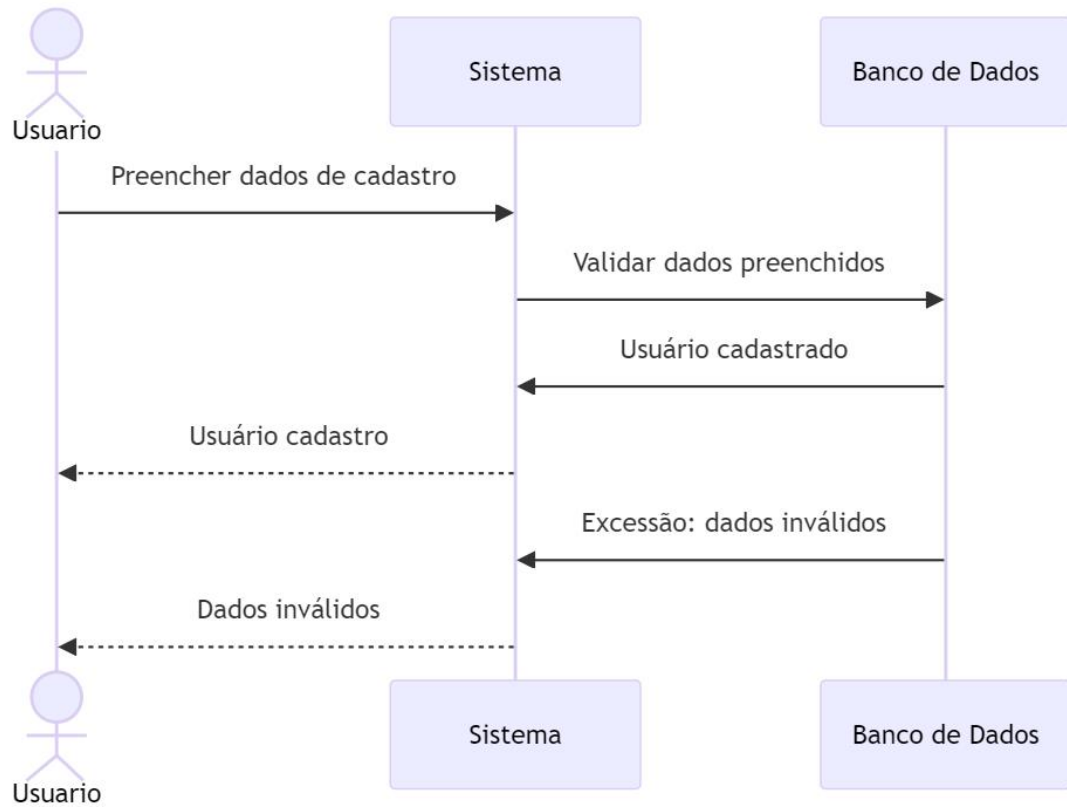 Sistema
Banco de Dados
Usuario
Preencher dados de cadastro
Validar dados preenchidos
Usuário cadastrado
Usuário cadastro
Excessão: dados inválidos
Dados inválidos
Sistema
Banco de Dados
Usuario